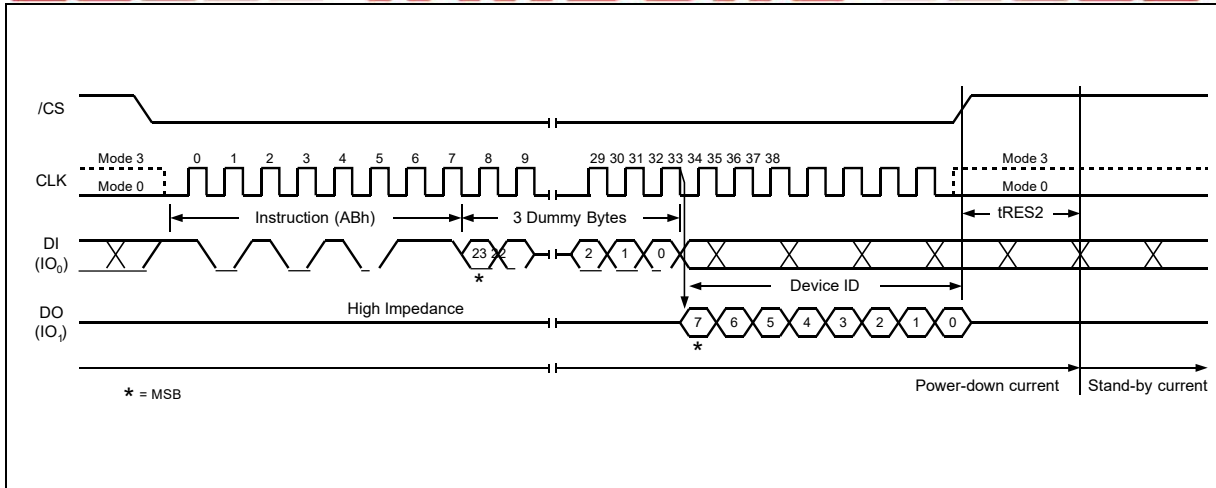 /CS
0 1 2 3 4 5 6 7 8 9 29 30 31 32 33 34 35 36 37 38
Mode 3 Mode 3
CLK
Mode 0 Mode 0
Instruction (ABh) 3 Dummy Bytes tRES2
DI
(IO0)
23 22 2 1 0
*
Device ID
High Impedance
DO
(IO1)
7 6 5 4 3 2 1 0
*
* = MSB
Power-down current Stand-by current